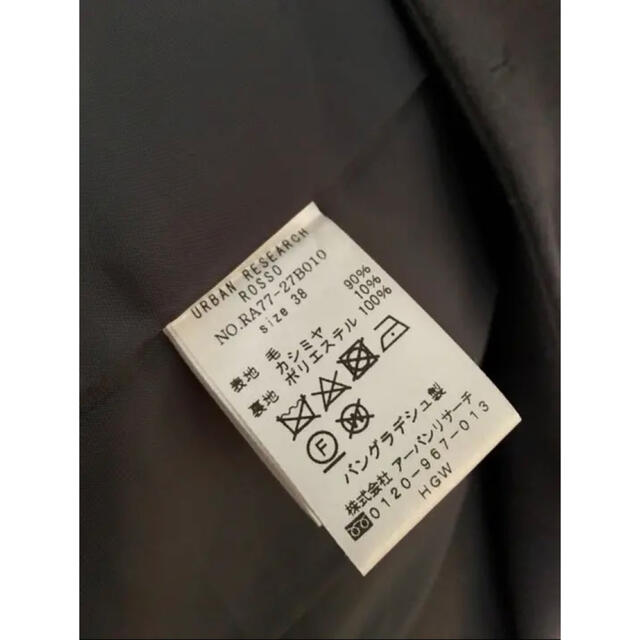 URBAN RESEARCH
ROSSO
NO.RA77-27B010
size 38
表地 毛 90%
カシミヤ 10%
裏地 ポリエステル 100%
F
W
バングラデシュ製
株式会社 アーバンリサーチ
0120-967-013
HGW